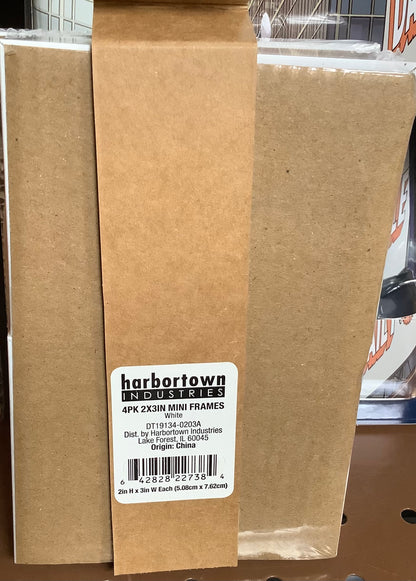 harbortown
INDUSTRIES
4PK 2X3IN MINI FRAMES
White
DT19134-0203A
Dist. by Harbortown Industries
Lake Forest, IL 60045
Origin: China
6 42828 22738 4
2in H x 3in W Each (5.08cm x 7.62cm)